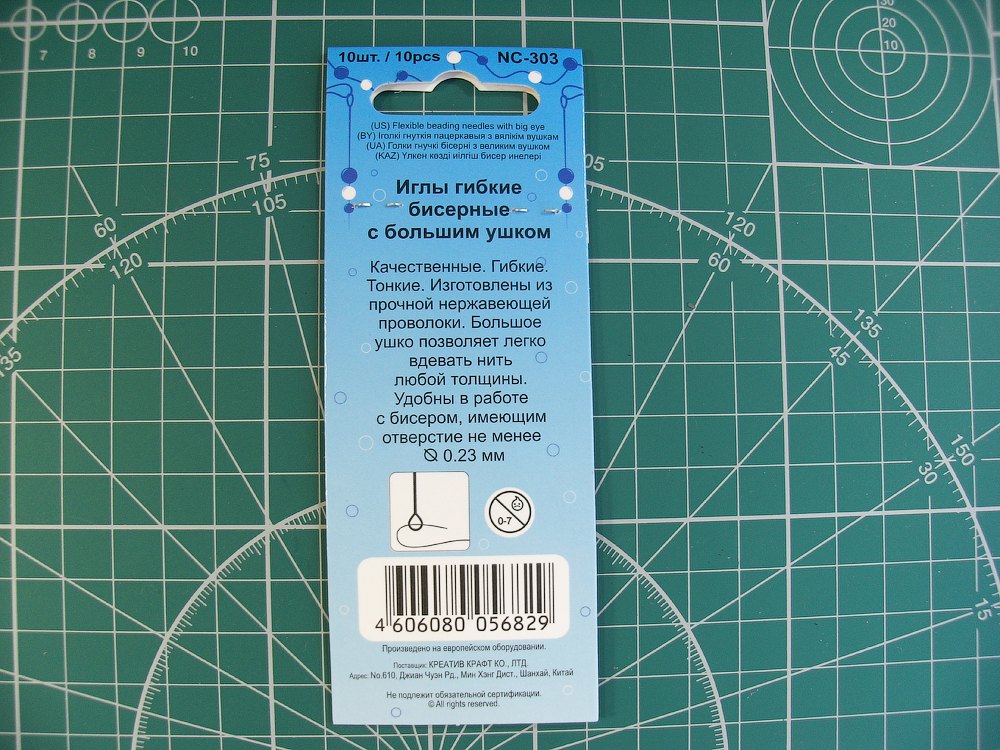 7 8 9 10
30
20
10
10шт. / 10pcs NC-303
(US) Flexible beading needles with big eye
(BY) Іголкі гнуткія пацеркавыя з вялікім вушкам
(UA) Голки гнучкі бісерні з великим вушком
(KAZ) Үлкен көзді иілгіш бисер инелері
75
105
60
120
Иглы гибкие
бисерные
с большим ушком
05
120
60
Качественные. Гибкие.
Тонкие. Изготовлены из
прочной нержавеющей
проволоки. Большое
ушко позволяет легко
вдевать нить
любой толщины.
Удобны в работе
с бисером, имеющим
отверстие не менее
⌀ 0.23 мм
135
45
135
150
30
15
0-7
4 606080 056829
Произведено на европейском оборудовании.
Поставщик: КРЕАТИВ КРАФТ КО., ЛТД.
Адрес: No.610, Джиан Чуэн Рд., Мин Хэнг Дист., Шанхай, Китай
Не подлежит обязательной сертификации.
© All rights reserved.